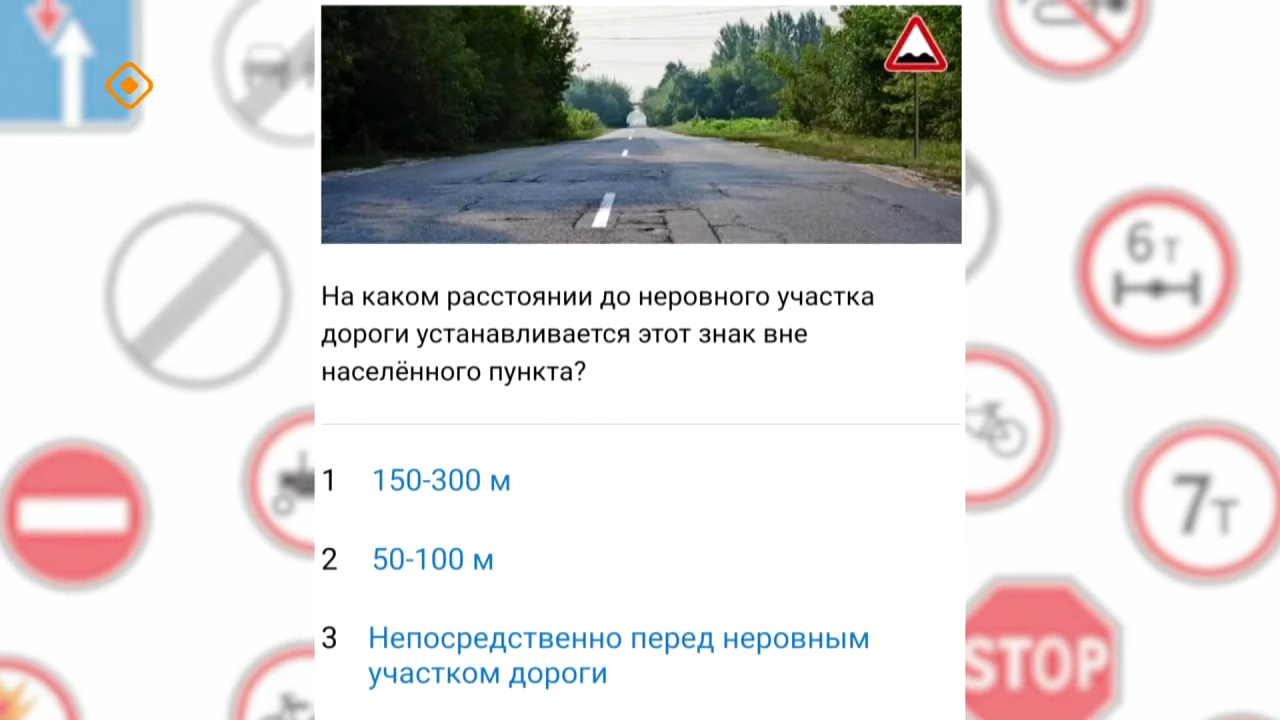 На каком расстоянии до неровного участка
дороги устанавливается этот знак вне
населённого пункта?
1 150-300 м
2 50-100 м
3 Непосредственно перед неровным
участком дороги
6 т
7т
STOP